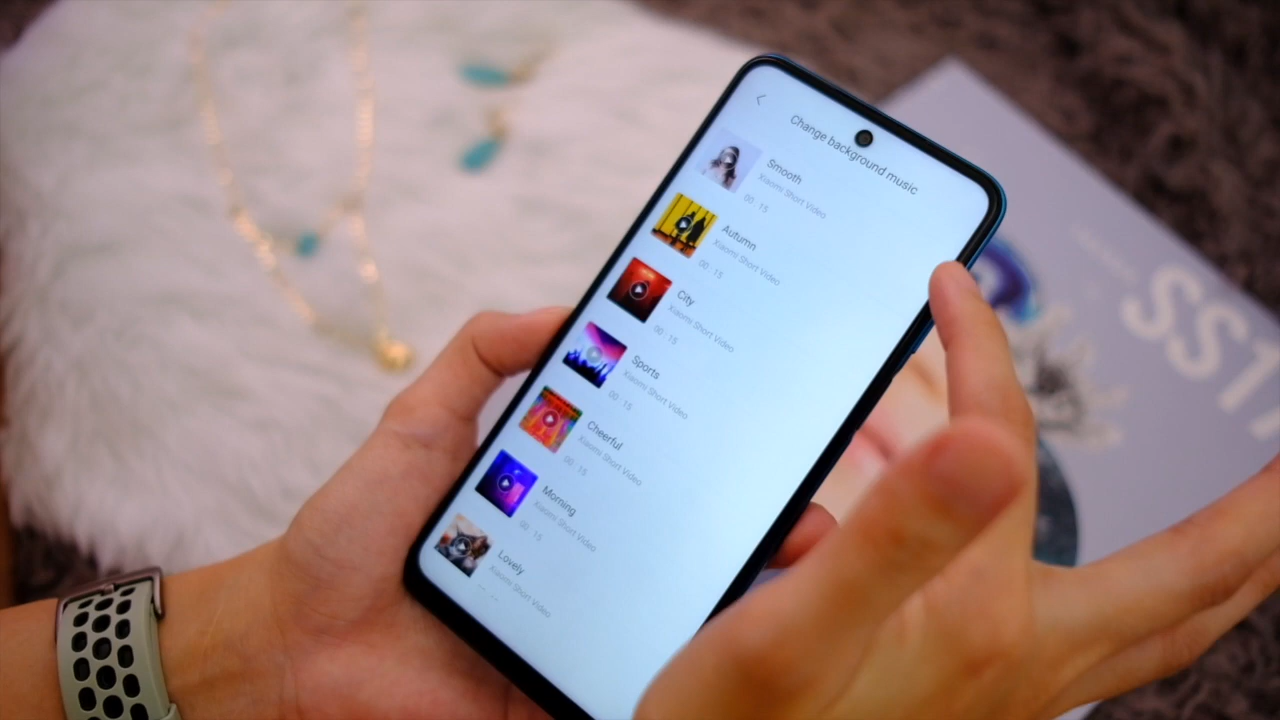 Change background music
Smooth
Xiaomi Short Video
00 : 15
Autumn
Xiaomi Short Video
00 : 15
City
Xiaomi Short Video
00 : 15
Sports
Xiaomi Short Video
00 : 15
Cheerful
Xiaomi Short Video
00 : 15
Morning
Xiaomi Short Video
00 : 15
Lovely
Xiaomi Short Video
SS17